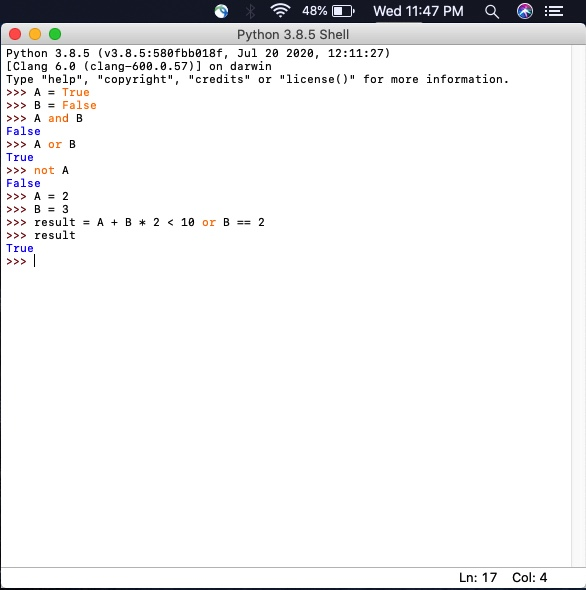 48% Wed 11:47 PM
Python 3.8.5 Shell
Python 3.8.5 (v3.8.5:580fbb018f, Jul 20 2020, 12:11:27)
[Clang 6.0 (clang-600.0.57)] on darwin
Type "help", "copyright", "credits" or "license()" for more information.
>>> A = True
>>> B = False
>>> A and B
False
>>> A or B
True
>>> not A
False
>>> A = 2
>>> B = 3
>>> result = A + B * 2 < 10 or B == 2
>>> result
True
>>>
Ln: 17 Col: 4